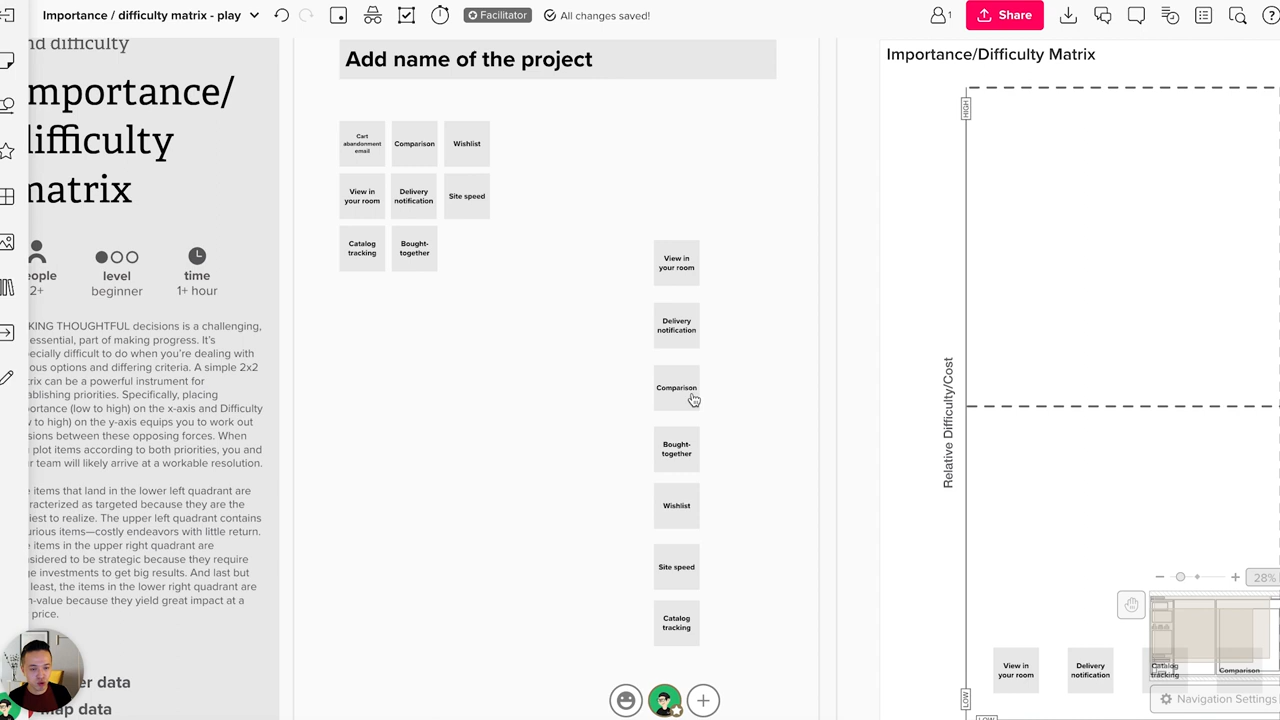 Importance / difficulty matrix - play
Facilitator
All changes saved!
1
Share
?
nd difficulty
mportance/
difficulty
matrix
eople
2+
level
beginner
time
1+ hour
KING THOUGHTFUL decisions is a challenging,
essential, part of making progress. It's
ecially difficult to do when you're dealing with
ous options and differing criteria. A simple 2x2
trix can be a powerful instrument for
ablishing priorities. Specifically, placing
portance (low to high) on the x-axis and Difficulty
w to high) on the y-axis equips you to work out
sions between these opposing forces. When
plot items according to both priorities, you and
ur team will likely arrive at a workable resolution.
e items that land in the lower left quadrant are
racterized as targeted because they are the
iest to realize. The upper left quadrant contains
urious items—costly endeavors with little return.
e items in the upper right quadrant are
nsidered to be strategic because they require
ge investments to get big results. And last but
least, the items in the lower right quadrant are
h-value because they yield great impact at a
price.
er data
map data
Add name of the project
Cart
abandonment
email
Comparison
Wishlist
View in
your room
Delivery
notification
Site speed
Catalog
tracking
Bought-
together
View in
your room
Delivery
notification
Comparison
Bought-
together
Wishlist
Site speed
Catalog
tracking
Importance/Difficulty Matrix
HIGH
Relative Difficulty/Cost
LOW
LOW
View in
your room
Delivery
notification
Catalog
tracking
Comparison
28%
Navigation Settings